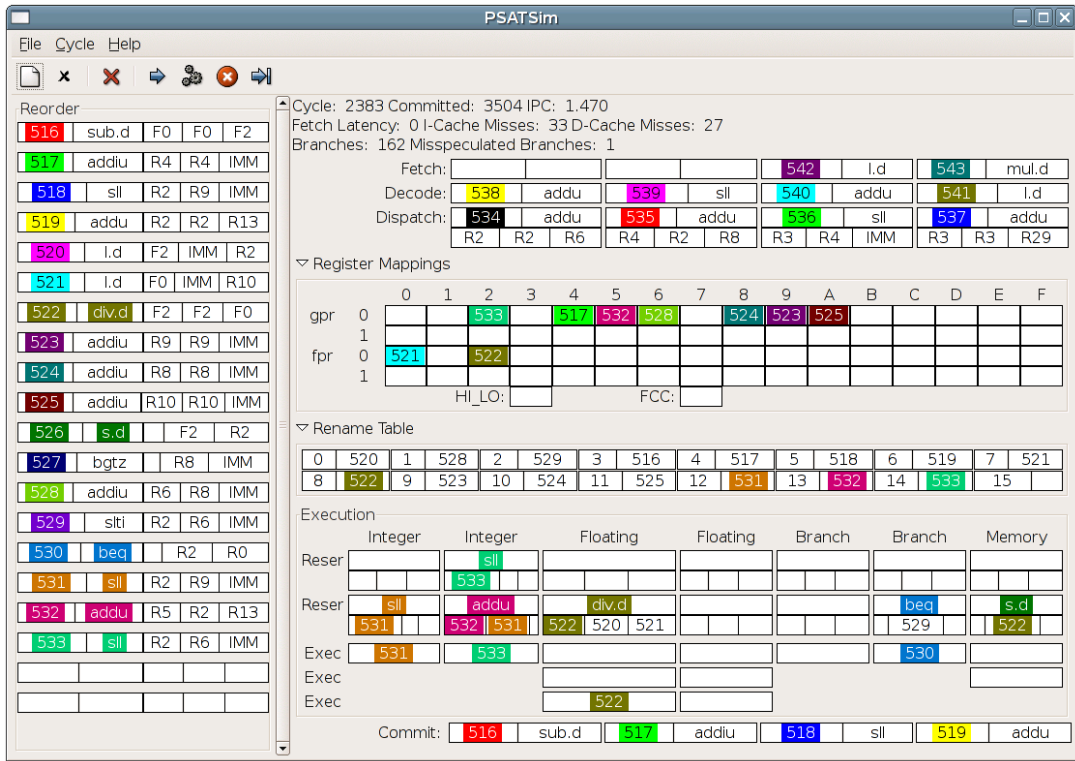 PSATSim
File Cycle Help
Reorder
516 sub.d F0 F0 F2
517 addiu R4 R4 IMM
518 sll R2 R9 IMM
519 addu R2 R2 R13
520 l.d F2 IMM R2
521 l.d F0 IMM R10
522 div.d F2 F2 F0
523 addiu R9 R9 IMM
524 addiu R8 R8 IMM
525 addiu R10 R10 IMM
526 s.d F2 R2
527 bgtz R8 IMM
528 addiu R6 R8 IMM
529 slti R2 R6 IMM
530 beq R2 R0
531 sll R2 R9 IMM
532 addu R5 R2 R13
533 sll R2 R6 IMM
Cycle: 2383 Committed: 3504 IPC: 1.470
Fetch Latency: 0 I-Cache Misses: 33 D-Cache Misses: 27
Branches: 162 Misspeculated Branches: 1
Fetch: 542 l.d 543 mul.d
Decode: 538 addu 539 sll 540 addu 541 l.d
Dispatch: 534 addu 535 addu 536 sll 537 addu
R2 R2 R6 R4 R2 R8 R3 R4 IMM R3 R3 R29
Register Mappings
0 1 2 3 4 5 6 7 8 9 A B C D E F
gpr 0 533 517 532 528 524 523 525
1
fpr 0 521 522
1
HI_LO: FCC:
Rename Table
0 520 1 528 2 529 3 516 4 517 5 518 6 519 7 521
8 522 9 523 10 524 11 525 12 531 13 532 14 533 15
Execution
Integer Integer Floating Floating Branch Branch Memory
Reser sll
533
Reser sll addu div.d beq s.d
531 532 531 522 520 521 529 522
Exec 531 533 530
Exec
Exec 522
Commit: 516 sub.d 517 addiu 518 sll 519 addu